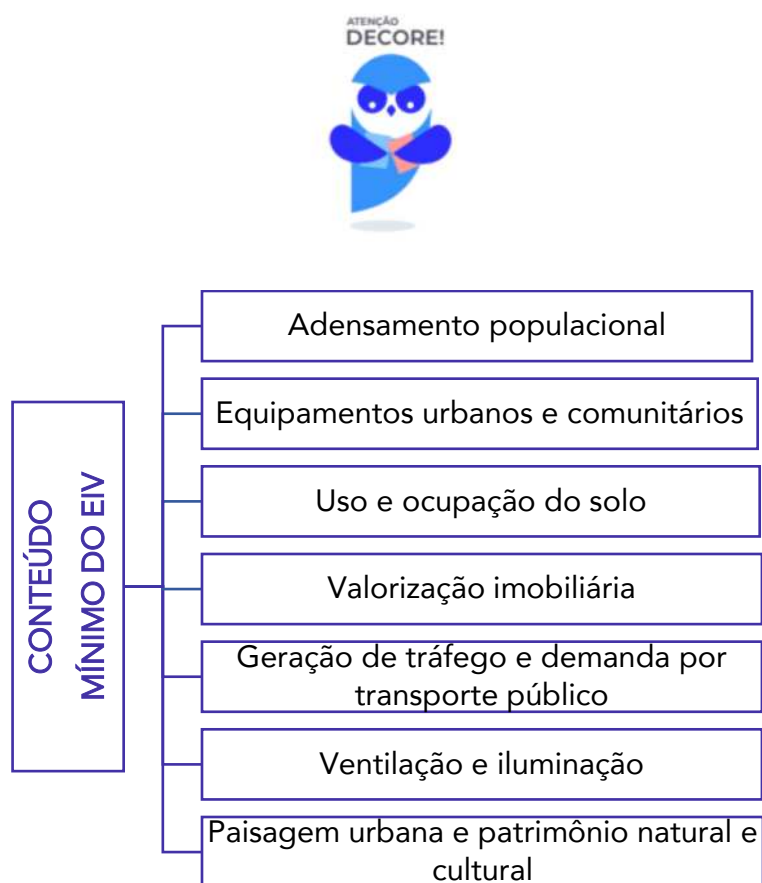 ATENÇÃO
DECORE!
CONTEÚDO
MÍNIMO DO EIV
Adensamento populacional
Equipamentos urbanos e comunitários
Uso e ocupação do solo
Valorização imobiliária
Geração de tráfego e demanda por
transporte público
Ventilação e iluminação
Paisagem urbana e patrimônio natural e
cultural